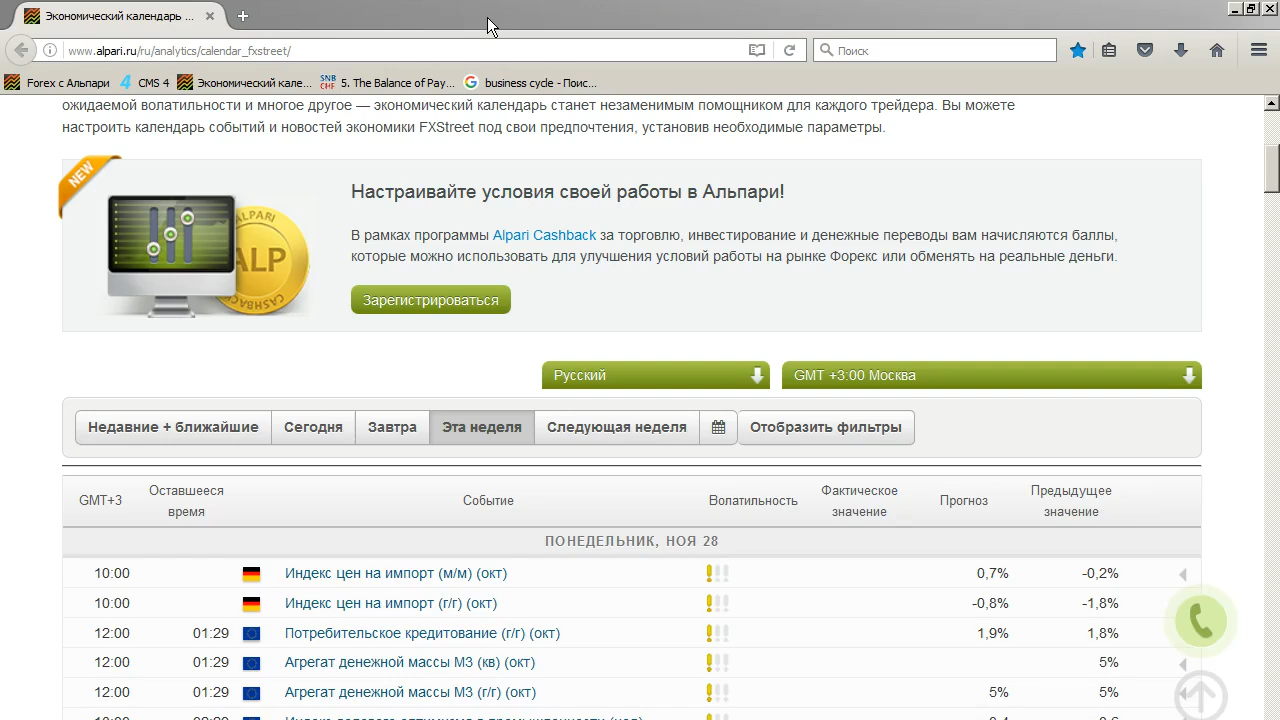 Экономический календарь ...
www.alpari.ru/ru/analytics/calendar_fxstreet/
Поиск
Forex с Альпари
4 CMS 4
Экономический кале...
SNB CHF 5. The Balance of Pay...
G business cycle - Поис...
ожидаемой волатильности и многое другое — экономический календарь станет незаменимым помощником для каждого трейдера. Вы можете
настроить календарь событий и новостей экономики FXStreet под свои предпочтения, установив необходимые параметры.
NEW
ALPARI
ALP
CASHBACK
Настраивайте условия своей работы в Альпари!
В рамках программы Alpari Cashback за торговлю, инвестирование и денежные переводы вам начисляются баллы,
которые можно использовать для улучшения условий работы на рынке Форекс или обменять на реальные деньги.
Зарегистрироваться
Русский
GMT +3:00 Москва
Недавние + ближайшие Сегодня Завтра Эта неделя Следующая неделя Отобразить фильтры
GMT+3 Оставшееся время Событие Волатильность Фактическое значение Прогноз Предыдущее значение
ПОНЕДЕЛЬНИК, НОЯ 28
10:00 Индекс цен на импорт (м/м) (окт) 0,7% -0,2%
10:00 Индекс цен на импорт (г/г) (окт) -0,8% -1,8%
12:00 01:29 Потребительское кредитование (г/г) (окт) 1,9% 1,8%
12:00 01:29 Агрегат денежной массы М3 (кв) (окт) 5%
12:00 01:29 Агрегат денежной массы М3 (г/г) (окт) 5% 5%